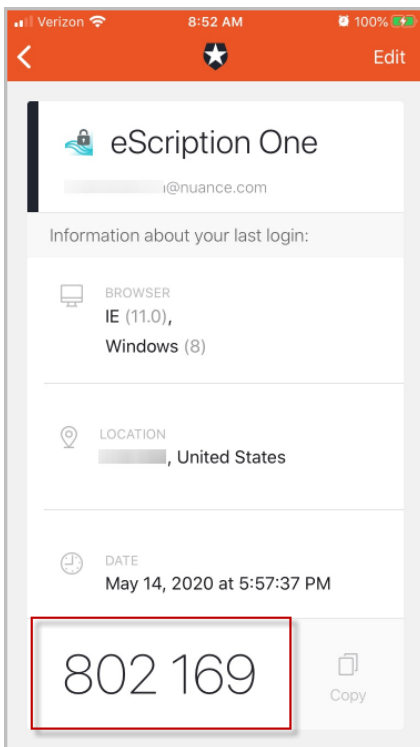 Verizon 8:52 AM 100%
Edit
eScription One
@nuance.com
Information about your last login:
BROWSER
IE (11.0),
Windows (8)
LOCATION
, United States
DATE
May 14, 2020 at 5:57:37 PM
802 169
Copy